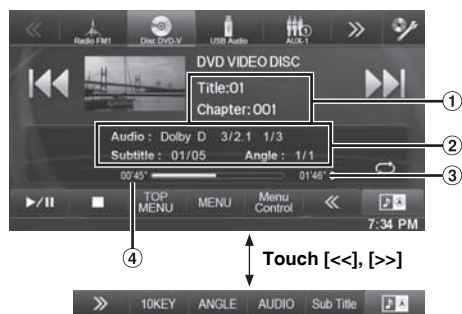 Radio FM1 Disc DVD-V USB Audio AUX-1
DVD VIDEO DISC
Title:01
Chapter: 001
1
Audio : Dolby D 3/2.1 1/3
2
Subtitle : 01/05 Angle : 1/1
00'45" 01'46"
3
TOP MENU MENU Menu Control <<
7:34 PM
4
Touch [<<], [>>]
>> 10KEY ANGLE AUDIO Sub Title